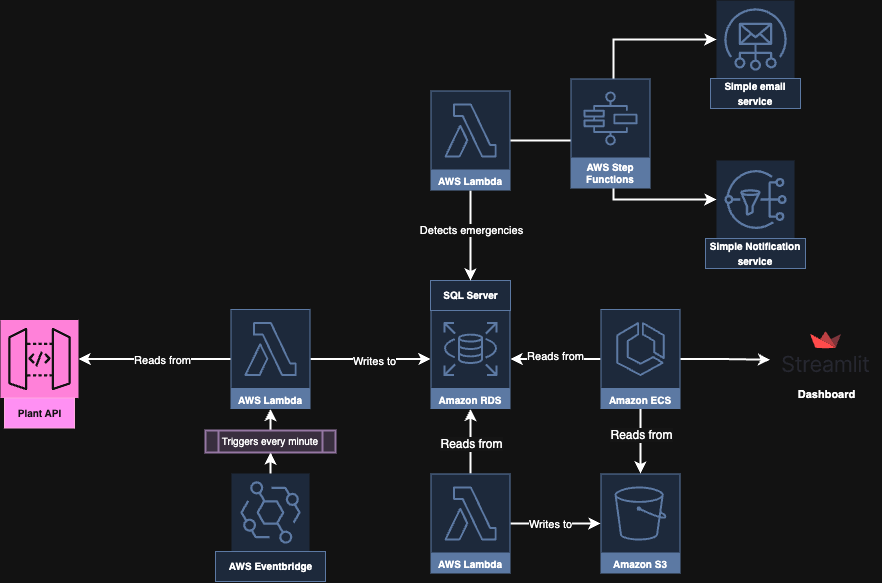 Simple email
service
AWS Lambda
AWS Step
Functions
Detects emergencies
Simple Notification
service
SQL Server
Plant API
Reads from
AWS Lambda
Writes to
Amazon RDS
Reads from
Amazon ECS
Streamlit
Dashboard
Triggers every minute
Reads from
Reads from
AWS Eventbridge
AWS Lambda
Writes to
Amazon S3